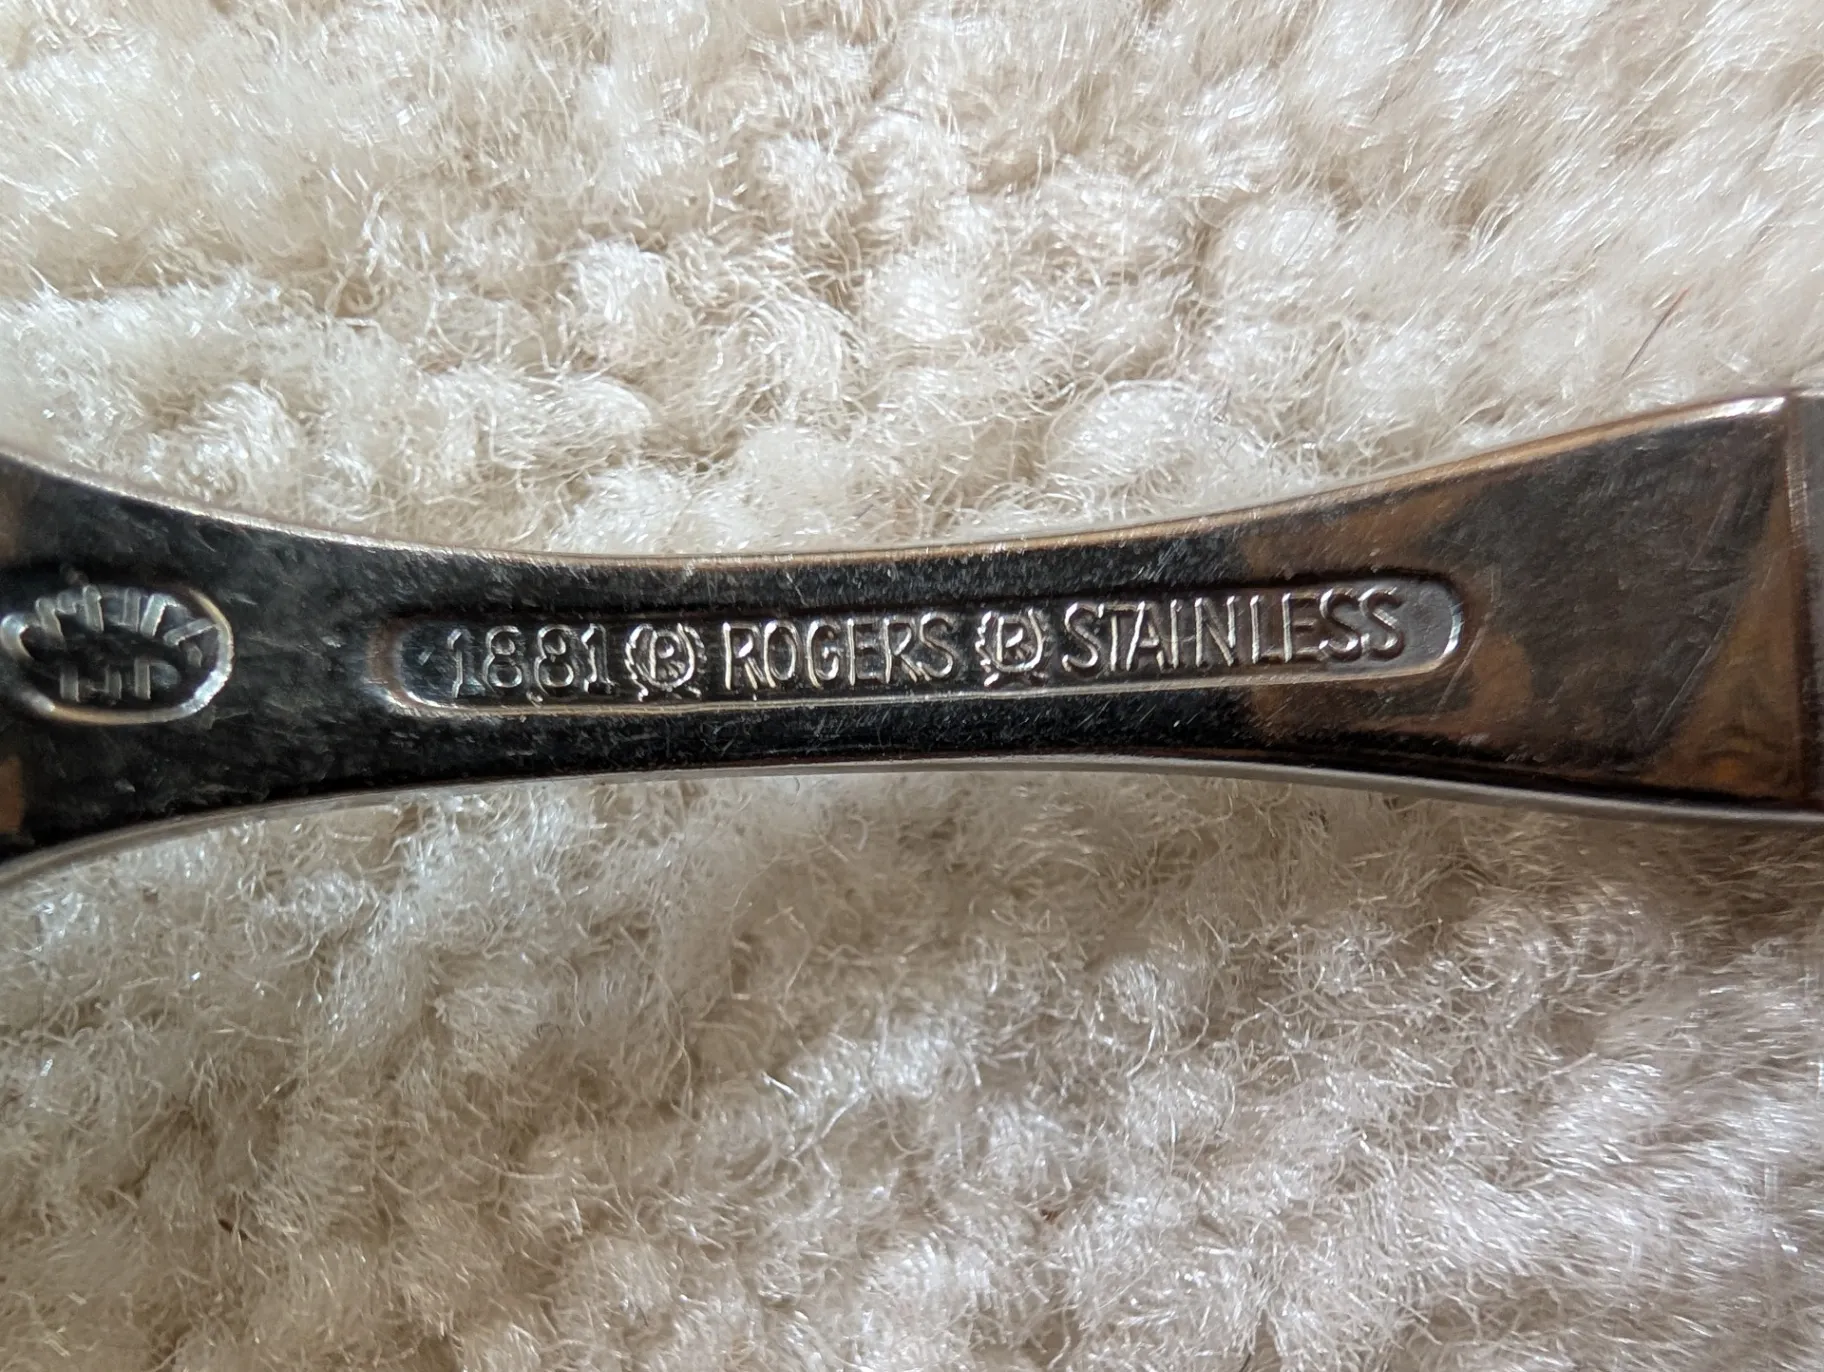 1881 Ⓡ ROGERS Ⓡ STAINLESS